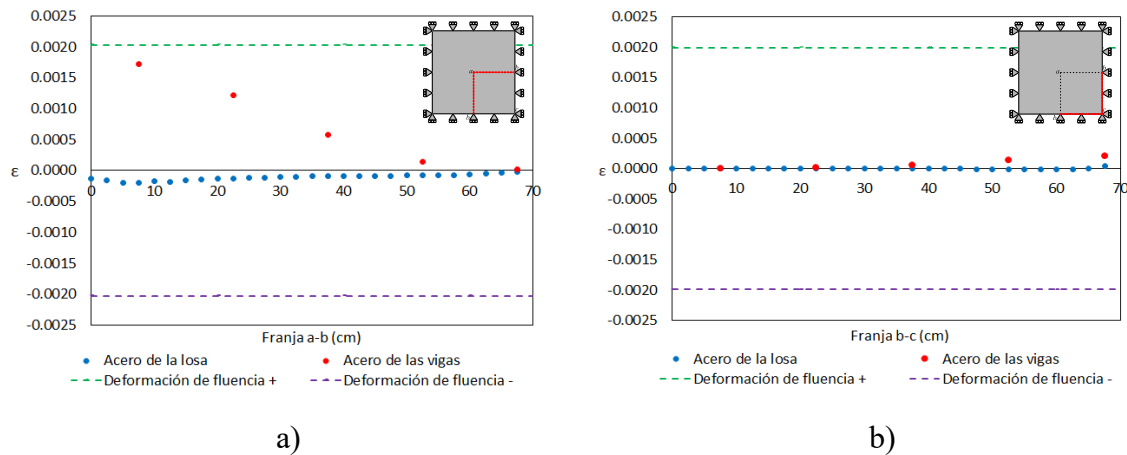 0.0025
0.0020
0.0015
0.0010
0.0005
ε 0.0000
0 10 20 30 40 50 60 70
-0.0005
-0.0010
-0.0015
-0.0020
-0.0025
Franja a-b (cm)
Acero de la losa Acero de las vigas
Deformación de fluencia + Deformación de fluencia -
a)
0.0025
0.0020
0.0015
0.0010
0.0005
ε 0.0000
0 10 20 30 40 50 60 70
-0.0005
-0.0010
-0.0015
-0.0020
-0.0025
Franja b-c (cm)
Acero de la losa Acero de las vigas
Deformación de fluencia + Deformación de fluencia -
b)